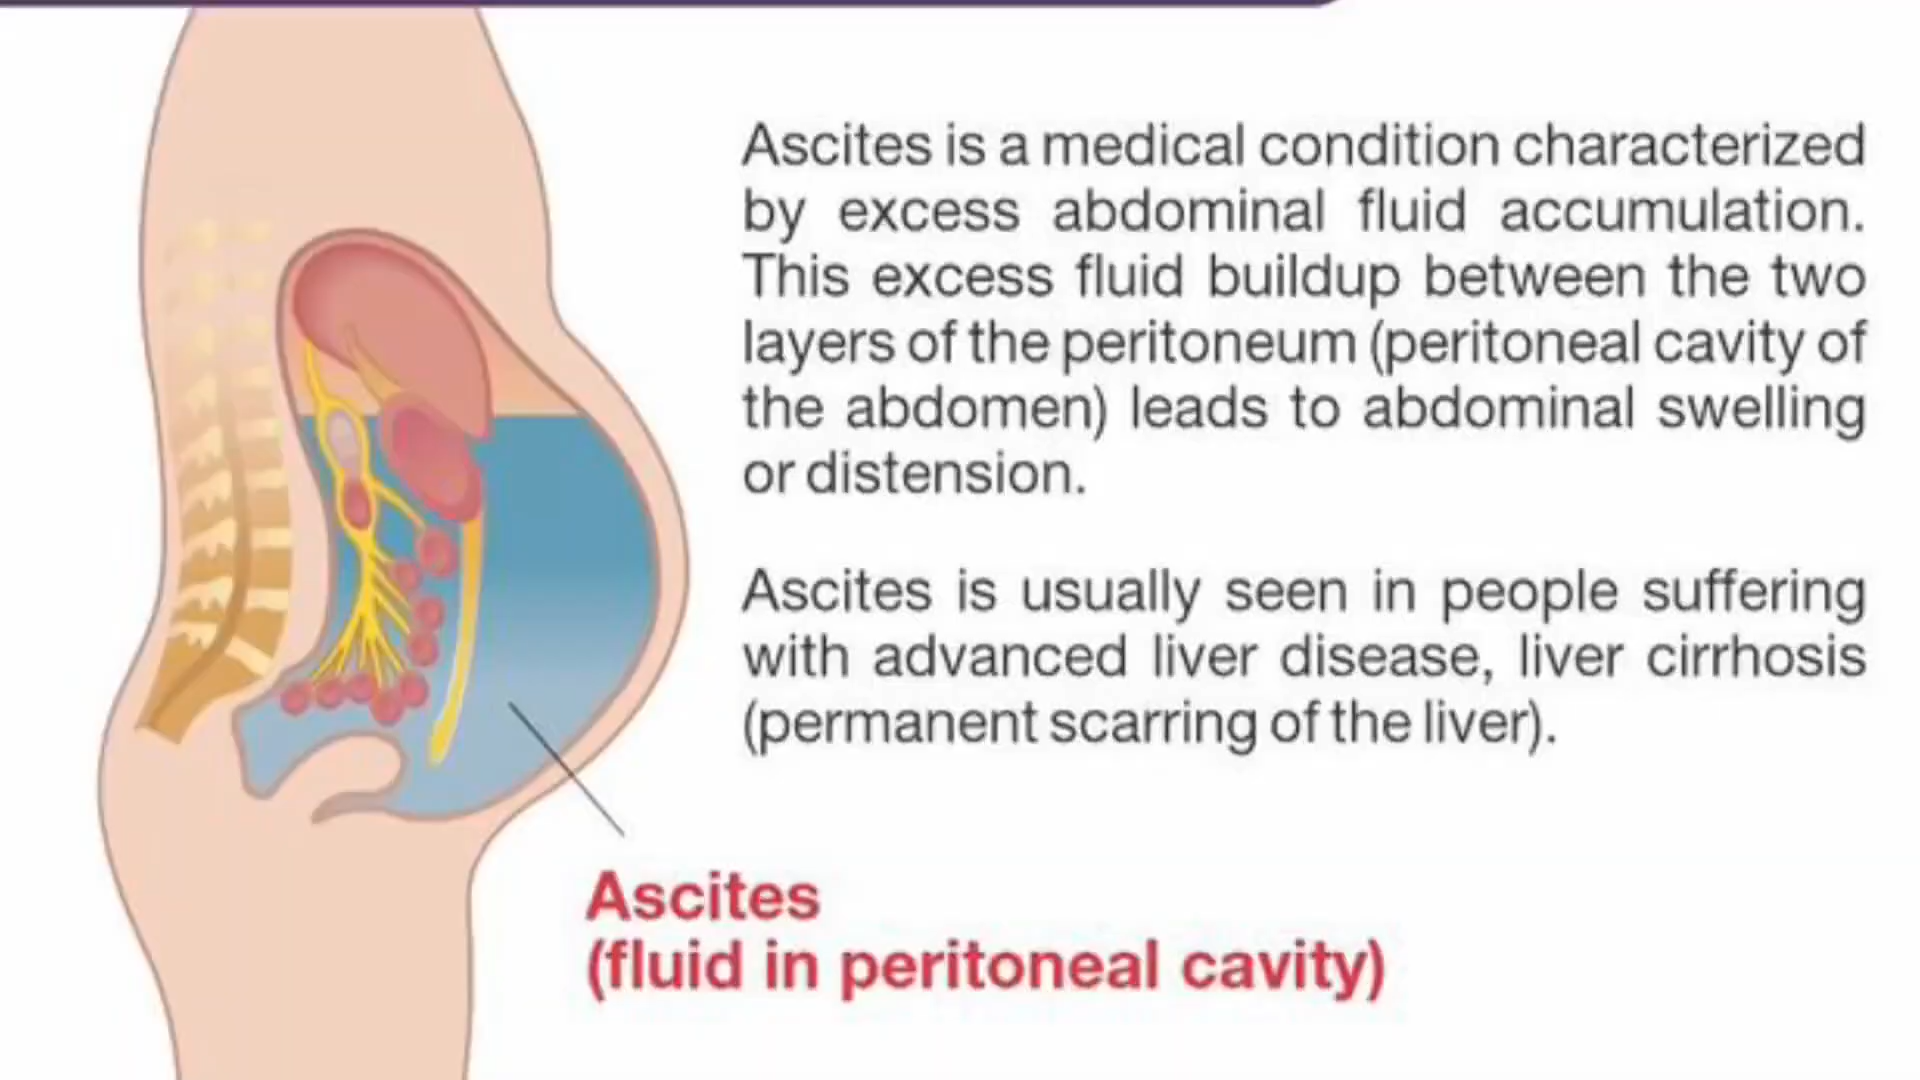 Ascites is a medical condition characterized
by excess abdominal fluid accumulation.
This excess fluid buildup between the two
layers of the peritoneum (peritoneal cavity of
the abdomen) leads to abdominal swelling
or distension.
Ascites is usually seen in people suffering
with advanced liver disease, liver cirrhosis
(permanent scarring of the liver).
Ascites
(fluid in peritoneal cavity)